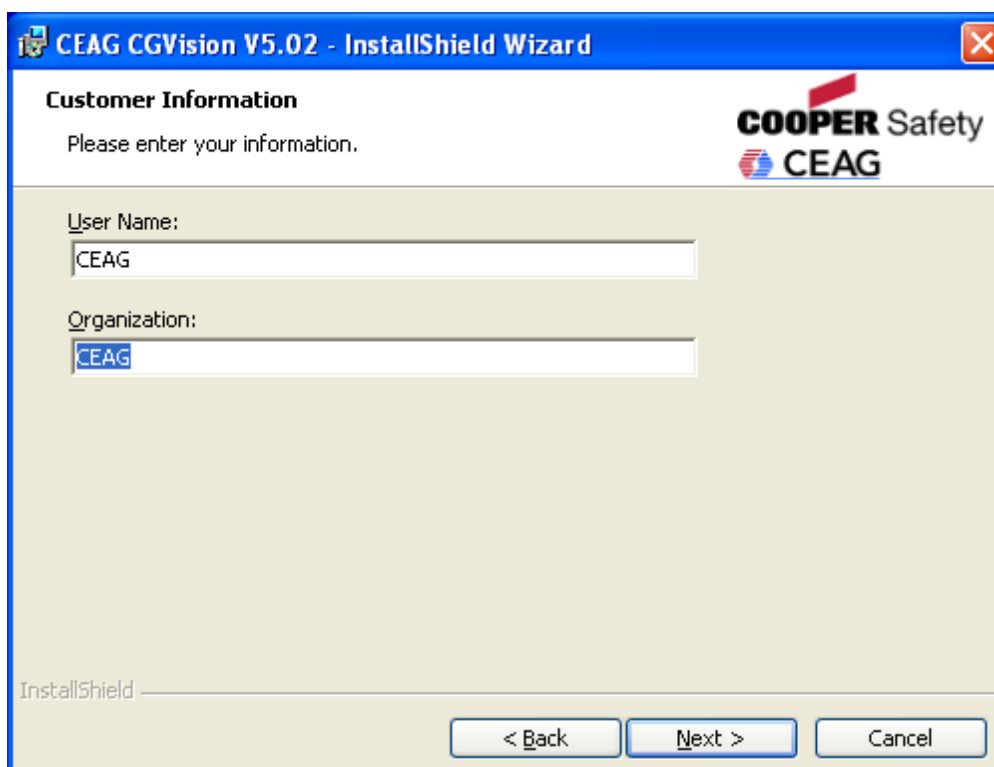 CEAG CGVision V5.02 - InstallShield Wizard
Customer Information
Please enter your information.
COOPER Safety
CEAG
User Name:
CEAG
Organization:
CEAG
InstallShield
< Back
Next >
Cancel